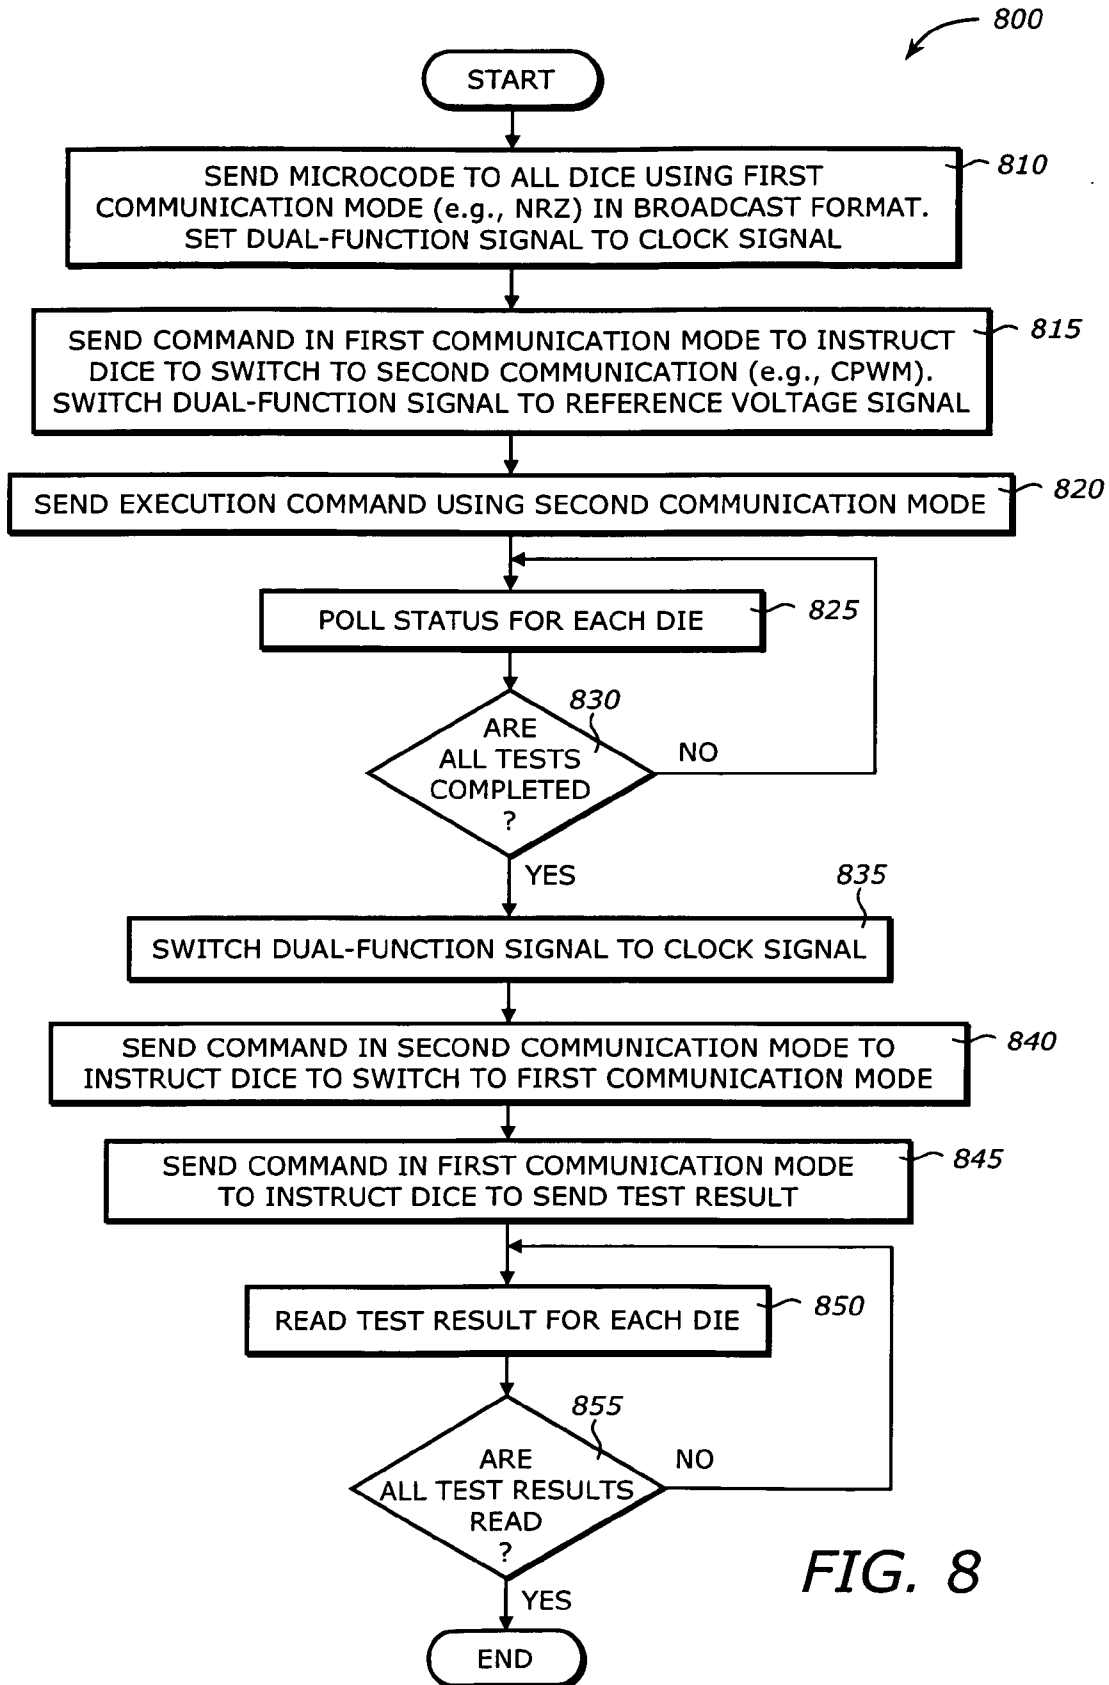 800
START
SEND MICROCODE TO ALL DICE USING FIRST
COMMUNICATION MODE (e.g., NRZ) IN BROADCAST FORMAT.
SET DUAL-FUNCTION SIGNAL TO CLOCK SIGNAL
810
SEND COMMAND IN FIRST COMMUNICATION MODE TO INSTRUCT
DICE TO SWITCH TO SECOND COMMUNICATION (e.g., CPWM).
SWITCH DUAL-FUNCTION SIGNAL TO REFERENCE VOLTAGE SIGNAL
815
SEND EXECUTION COMMAND USING SECOND COMMUNICATION MODE
820
POLL STATUS FOR EACH DIE
825
830
ARE
ALL TESTS
COMPLETED
?
NO
YES
835
SWITCH DUAL-FUNCTION SIGNAL TO CLOCK SIGNAL
SEND COMMAND IN SECOND COMMUNICATION MODE TO
INSTRUCT DICE TO SWITCH TO FIRST COMMUNICATION MODE
840
SEND COMMAND IN FIRST COMMUNICATION MODE
TO INSTRUCT DICE TO SEND TEST RESULT
845
READ TEST RESULT FOR EACH DIE
850
855
ARE
ALL TEST RESULTS
READ
?
NO
YES
END
FIG. 8